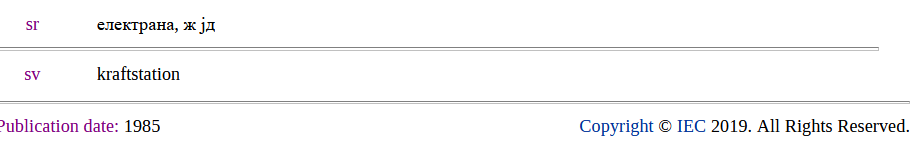 sr електрана, ж јд
sv kraftstation
Publication date: 1985 Copyright © IEC 2019. All Rights Reserved.